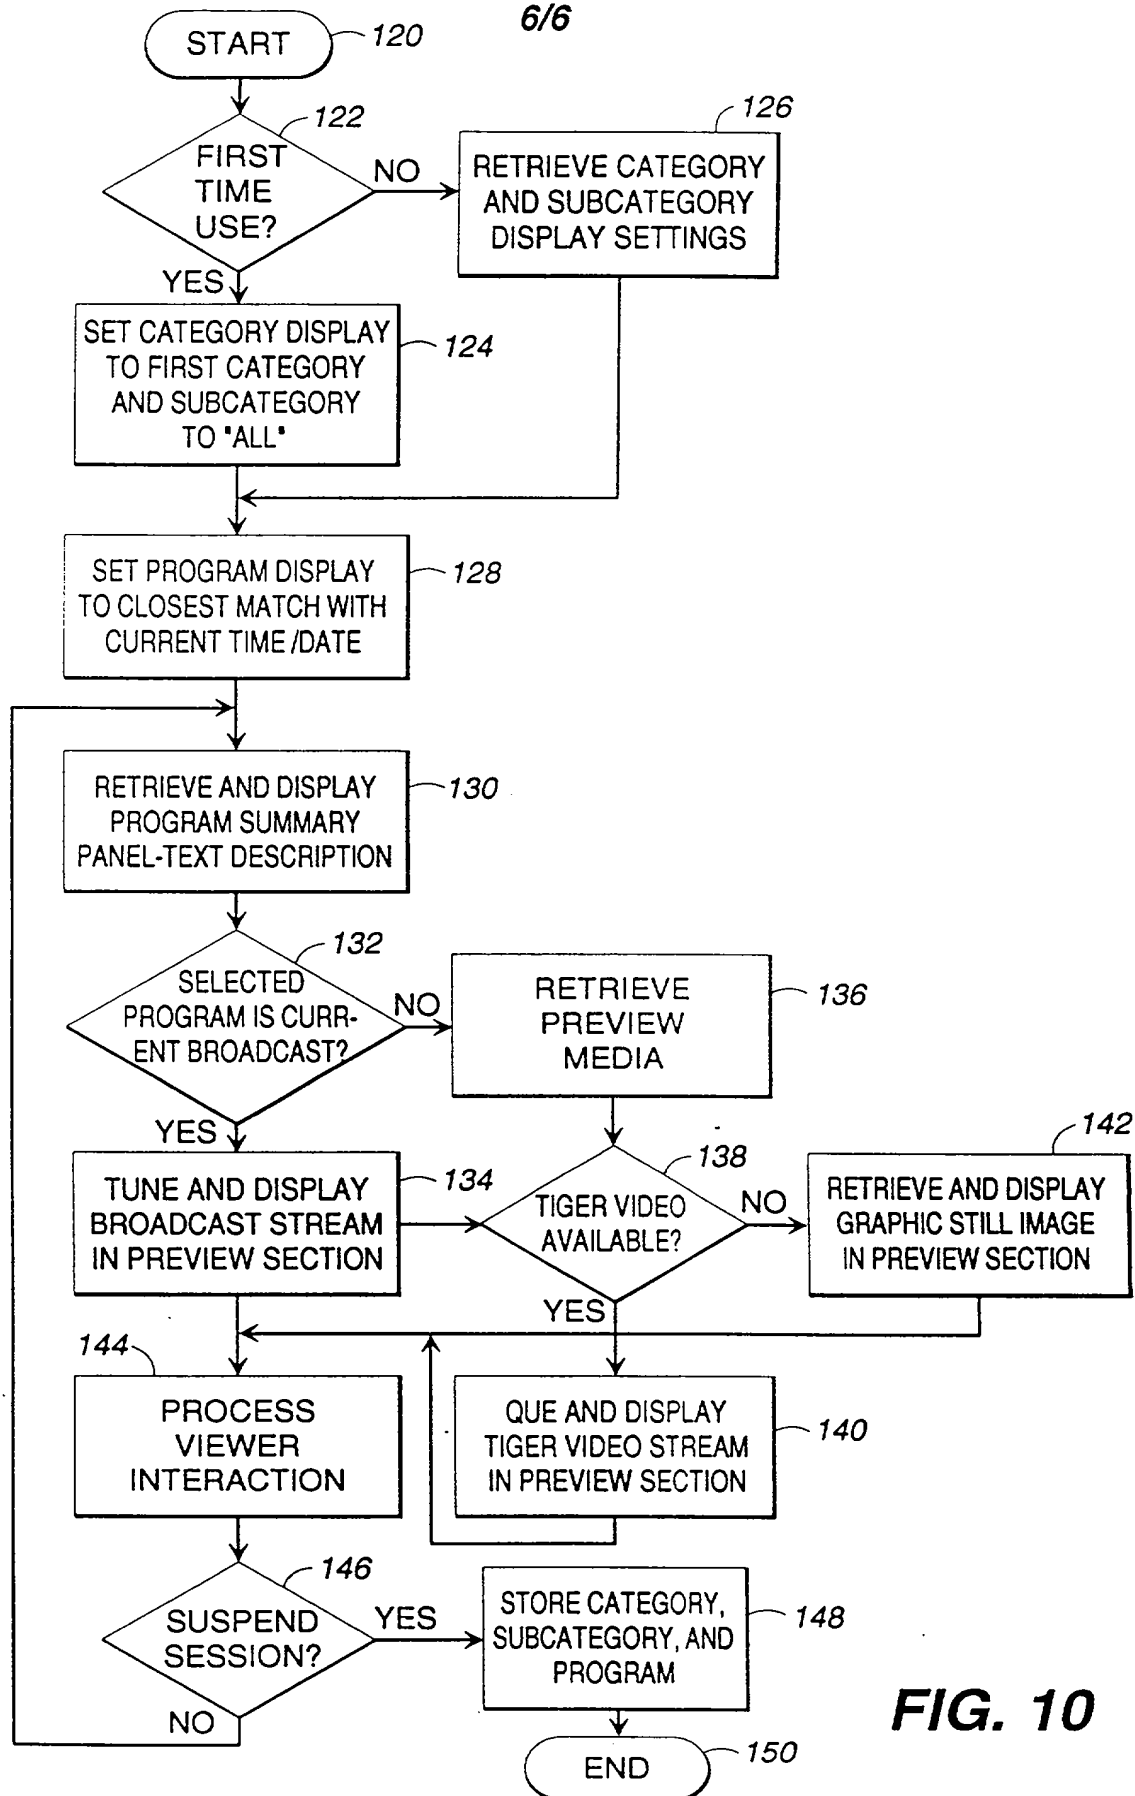 6/6
START
120
122
FIRST
TIME
USE?
NO
126
RETRIEVE CATEGORY
AND SUBCATEGORY
DISPLAY SETTINGS
YES
SET CATEGORY DISPLAY
TO FIRST CATEGORY
AND SUBCATEGORY
TO "ALL"
124
SET PROGRAM DISPLAY
TO CLOSEST MATCH WITH
CURRENT TIME /DATE
128
RETRIEVE AND DISPLAY
PROGRAM SUMMARY
PANEL-TEXT DESCRIPTION
130
132
SELECTED
PROGRAM IS CURR-
ENT BROADCAST?
NO
RETRIEVE
PREVIEW
MEDIA
136
YES
TUNE AND DISPLAY
BROADCAST STREAM
IN PREVIEW SECTION
134
138
TIGER VIDEO
AVAILABLE?
NO
142
RETRIEVE AND DISPLAY
GRAPHIC STILL IMAGE
IN PREVIEW SECTION
YES
144
PROCESS
VIEWER
INTERACTION
QUE AND DISPLAY
TIGER VIDEO STREAM
IN PREVIEW SECTION
140
146
SUSPEND
SESSION?
YES
STORE CATEGORY,
SUBCATEGORY, AND
PROGRAM
148
NO
END
150
FIG. 10